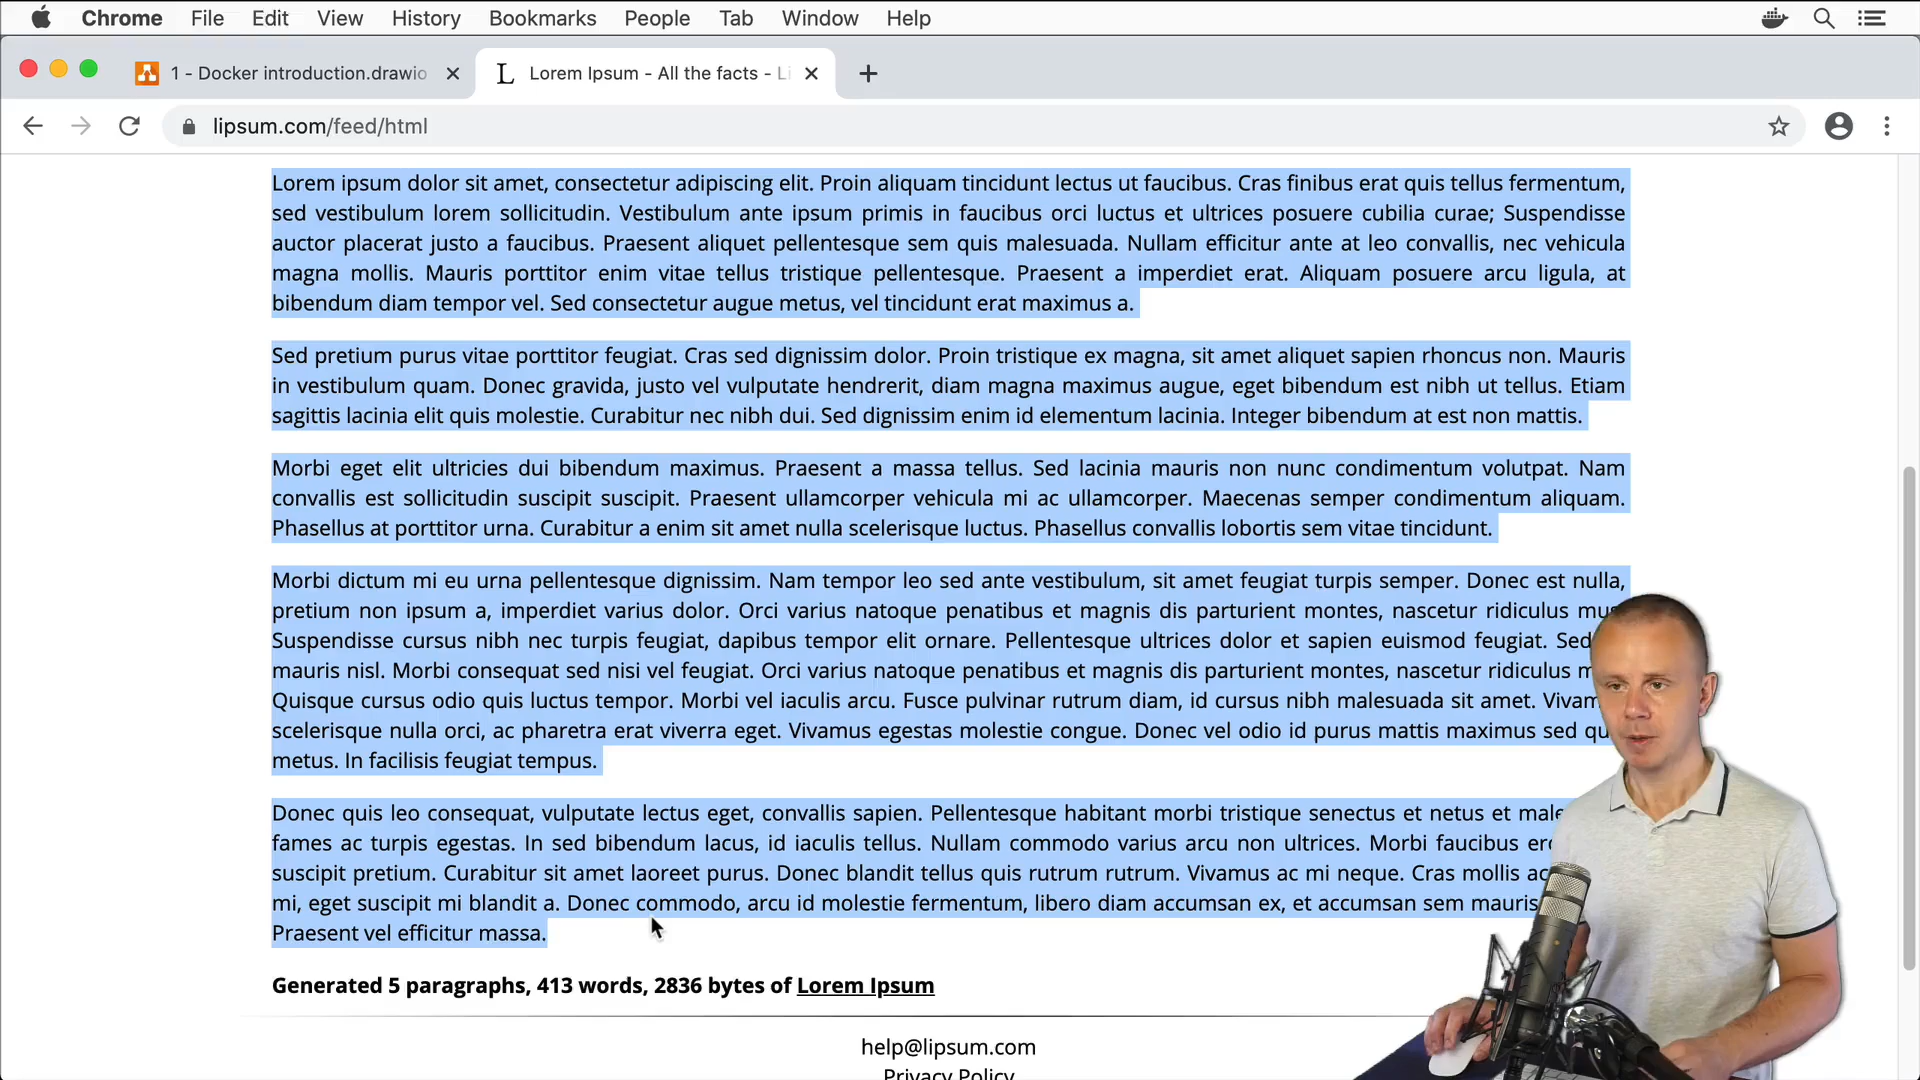 Chrome File Edit View History Bookmarks People Tab Window Help
1 - Docker introduction.drawio
L Lorem Ipsum - All the facts - Li
lipsum.com/feed/html
Lorem ipsum dolor sit amet, consectetur adipiscing elit. Proin aliquam tincidunt lectus ut faucibus. Cras finibus erat quis tellus fermentum,
sed vestibulum lorem sollicitudin. Vestibulum ante ipsum primis in faucibus orci luctus et ultrices posuere cubilia curae; Suspendisse
auctor placerat justo a faucibus. Praesent aliquet pellentesque sem quis malesuada. Nullam efficitur ante at leo convallis, nec vehicula
magna mollis. Mauris porttitor enim vitae tellus tristique pellentesque. Praesent a imperdiet erat. Aliquam posuere arcu ligula, at
bibendum diam tempor vel. Sed consectetur augue metus, vel tincidunt erat maximus a.
Sed pretium purus vitae porttitor feugiat. Cras sed dignissim dolor. Proin tristique ex magna, sit amet aliquet sapien rhoncus non. Mauris
in vestibulum quam. Donec gravida, justo vel vulputate hendrerit, diam magna maximus augue, eget bibendum est nibh ut tellus. Etiam
sagittis lacinia elit quis molestie. Curabitur nec nibh dui. Sed dignissim enim id elementum lacinia. Integer bibendum at est non mattis.
Morbi eget elit ultricies dui bibendum maximus. Praesent a massa tellus. Sed lacinia mauris non nunc condimentum volutpat. Nam
convallis est sollicitudin suscipit suscipit. Praesent ullamcorper vehicula mi ac ullamcorper. Maecenas semper condimentum aliquam.
Phasellus at porttitor urna. Curabitur a enim sit amet nulla scelerisque luctus. Phasellus convallis lobortis sem vitae tincidunt.
Morbi dictum mi eu urna pellentesque dignissim. Nam tempor leo sed ante vestibulum, sit amet feugiat turpis semper. Donec est nulla,
pretium non ipsum a, imperdiet varius dolor. Orci varius natoque penatibus et magnis dis parturient montes, nascetur ridiculus mus
Suspendisse cursus nibh nec turpis feugiat, dapibus tempor elit ornare. Pellentesque ultrices dolor et sapien euismod feugiat. Sed
mauris nisl. Morbi consequat sed nisi vel feugiat. Orci varius natoque penatibus et magnis dis parturient montes, nascetur ridiculus
Quisque cursus odio quis luctus tempor. Morbi vel iaculis arcu. Fusce pulvinar rutrum diam, id cursus nibh malesuada sit amet.
scelerisque nulla orci, ac pharetra erat viverra eget. Vivamus egestas molestie congue. Donec vel odio id purus mattis maximus sed
metus. In facilisis feugiat tempus.
Donec quis leo consequat, vulputate lectus eget, convallis sapien. Pellentesque habitant morbi tristique senectus et netus et
fames ac turpis egestas. In sed bibendum lacus, id iaculis tellus. Nullam commodo varius arcu non ultrices. Morbi faucibus
suscipit pretium. Curabitur sit amet laoreet purus. Donec blandit tellus quis rutrum rutrum. Vivamus ac mi neque. Cras mollis
mi, eget suscipit mi blandit a. Donec commodo, arcu id molestie fermentum, libero diam accumsan ex, et accumsan sem mauris
Praesent vel efficitur massa.
Generated 5 paragraphs, 413 words, 2836 bytes of Lorem Ipsum
help@lipsum.com
Privacy Policy